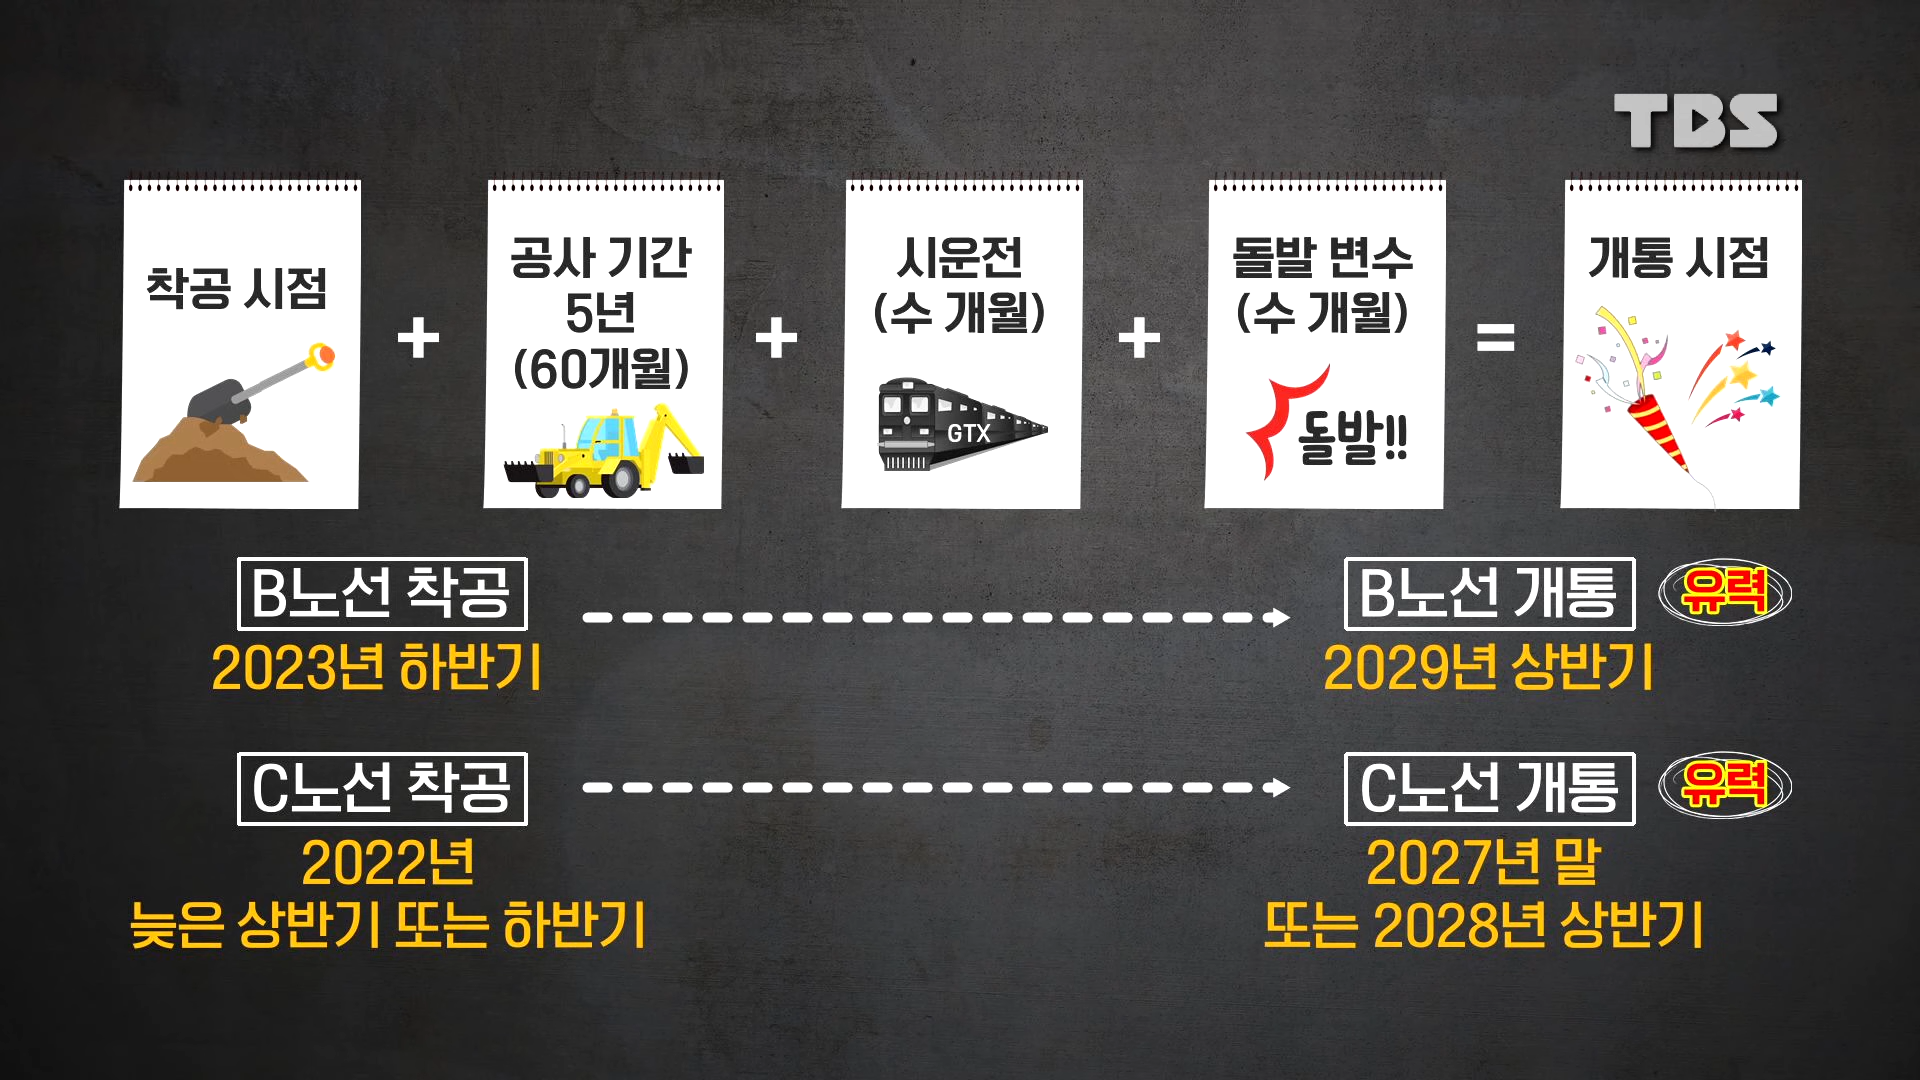 TBS
착공 시점
+
공사 기간
5년
(60개월)
+
시운전
(수 개월)
GTX
+
돌발 변수
(수 개월)
돌발!!
=
개통 시점
B노선 착공
2023년 하반기
B노선 개통 유력
2029년 상반기
C노선 착공
2022년
늦은 상반기 또는 하반기
C노선 개통 유력
2027년 말
또는 2028년 상반기